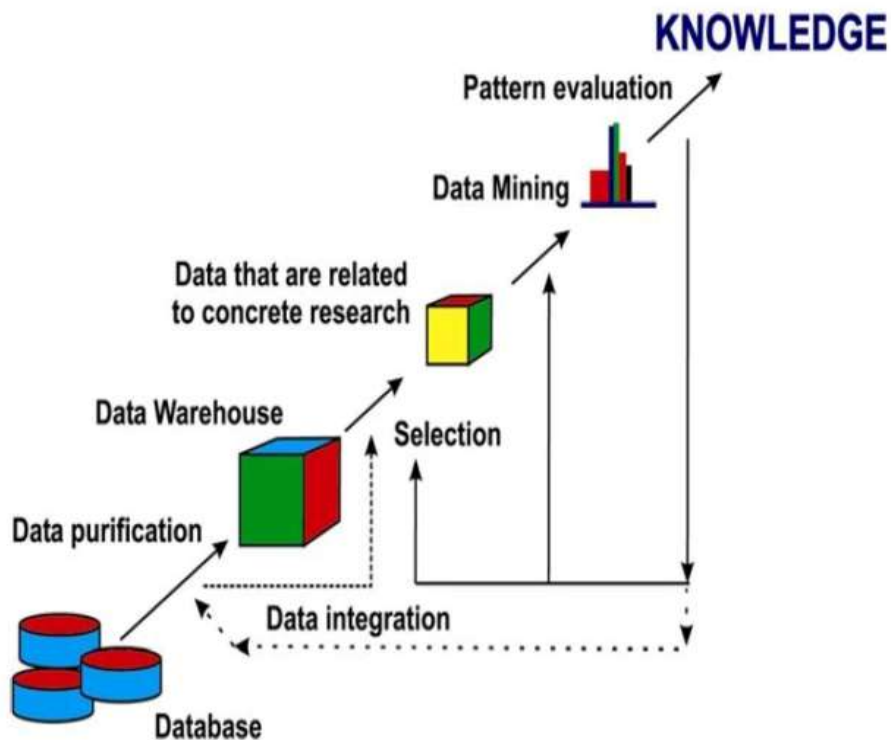 KNOWLEDGE
Pattern evaluation
Data Mining
Data that are related
to concrete research
Data Warehouse
Selection
Data purification
Data integration
Database